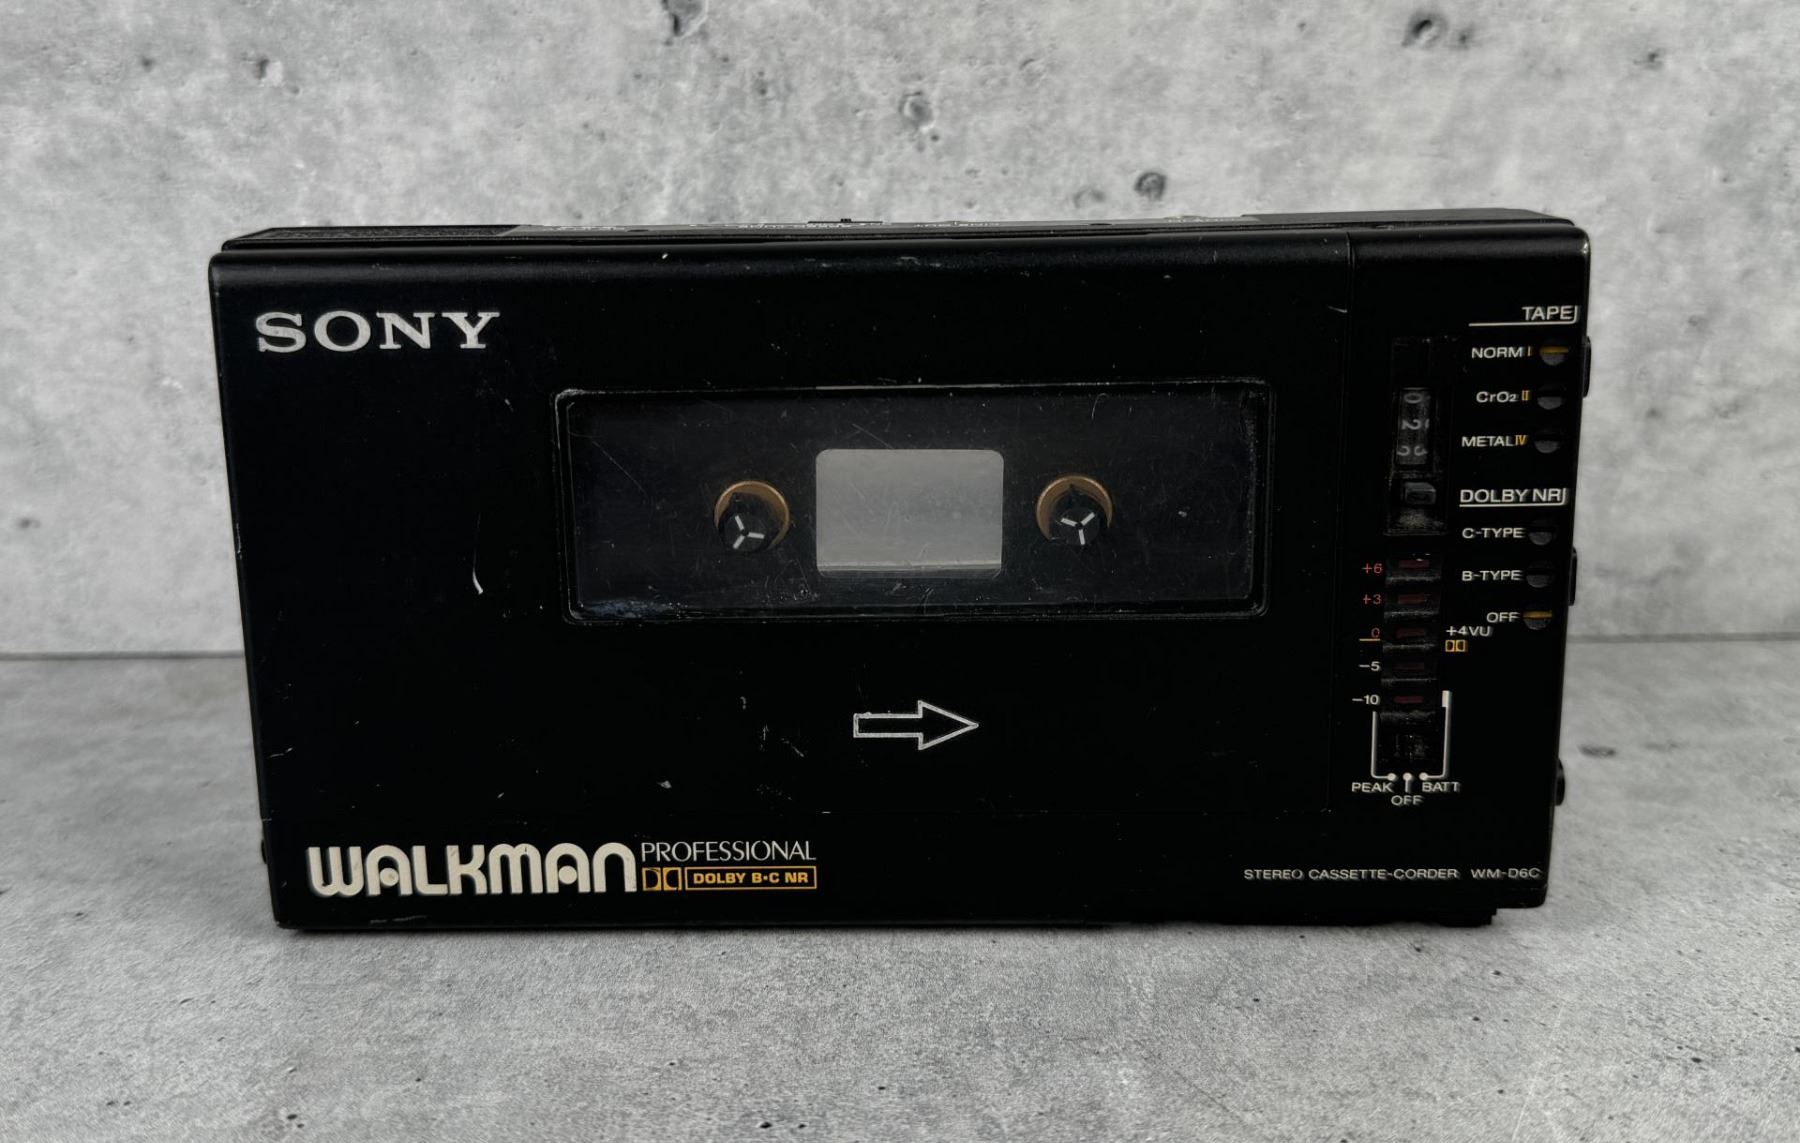 SONY
TAPE
NORM I
CrO2 II
METAL IV
DOLBY NR
C-TYPE
B-TYPE
OFF
+6
+3
0
+4VU
-5
-10
PEAK
BATT
OFF
WALKMAN PROFESSIONAL
DOLBY B•C NR
STEREO CASSETTE-CORDER WM-D6C